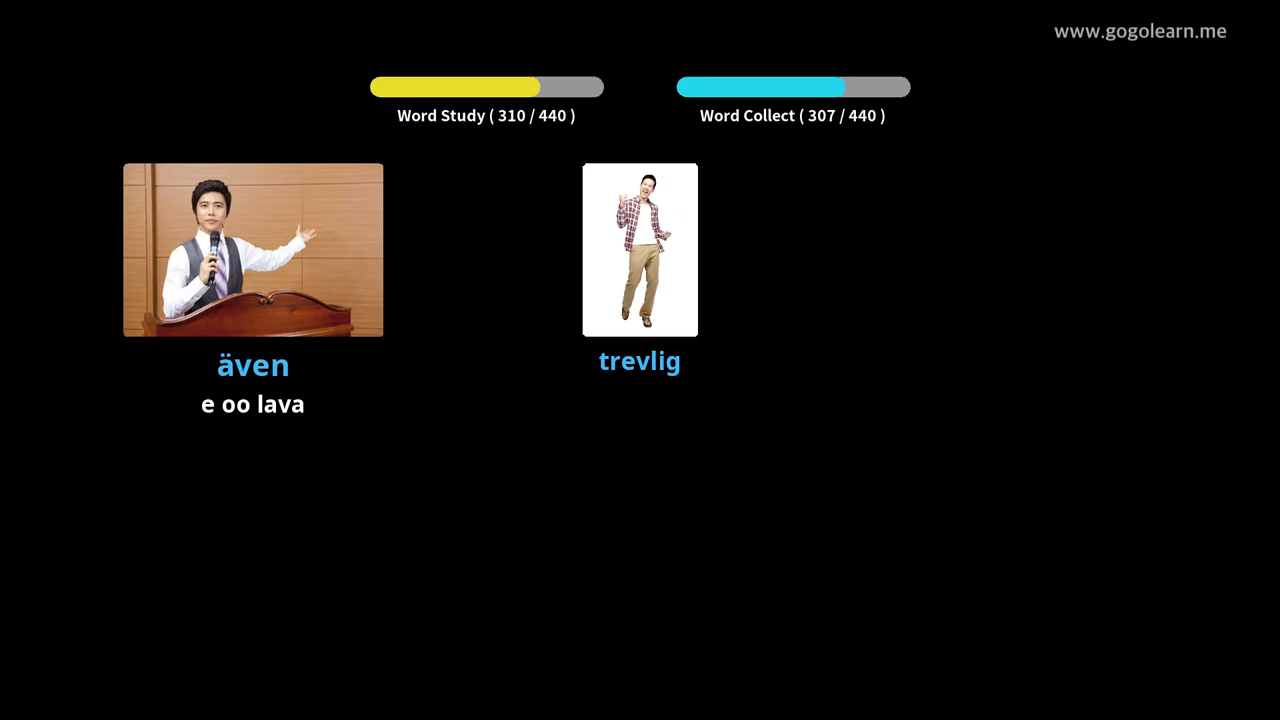 www.gogolearn.me
Word Study ( 310 / 440 )
Word Collect ( 307 / 440 )
även
e oo lava
trevlig